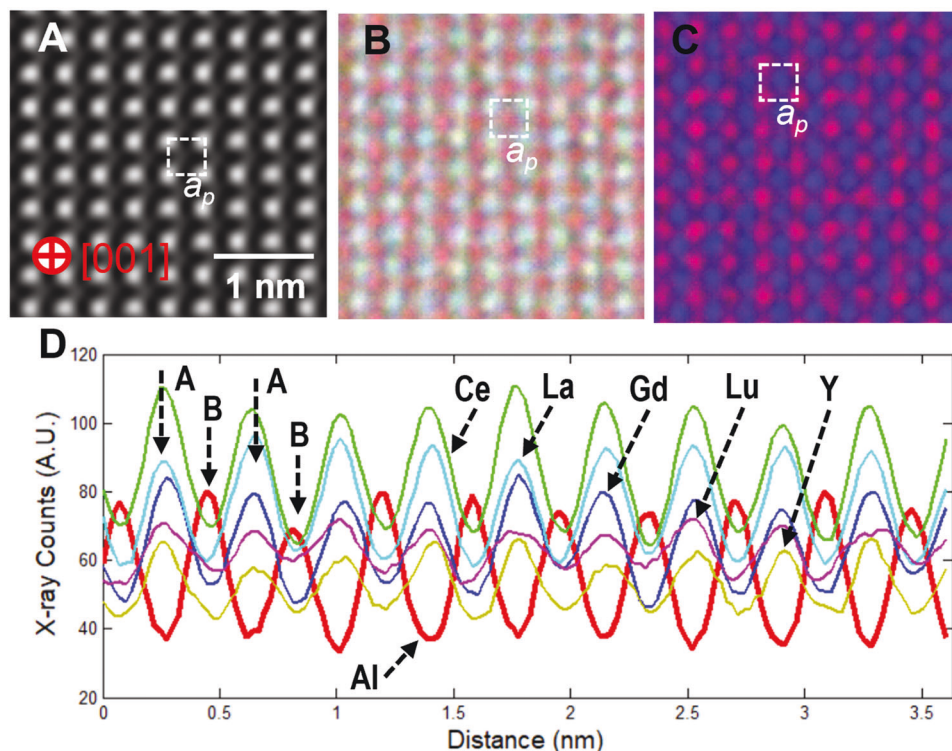 A
B
C
a_p
a_p
a_p
[001]
1 nm
D
A
B
A
B
Ce
La
Gd
Lu
Y
Al
X-ray Counts (A.U.)
120
100
80
60
40
20
0
0.5
1
1.5
2
2.5
3
3.5
Distance (nm)